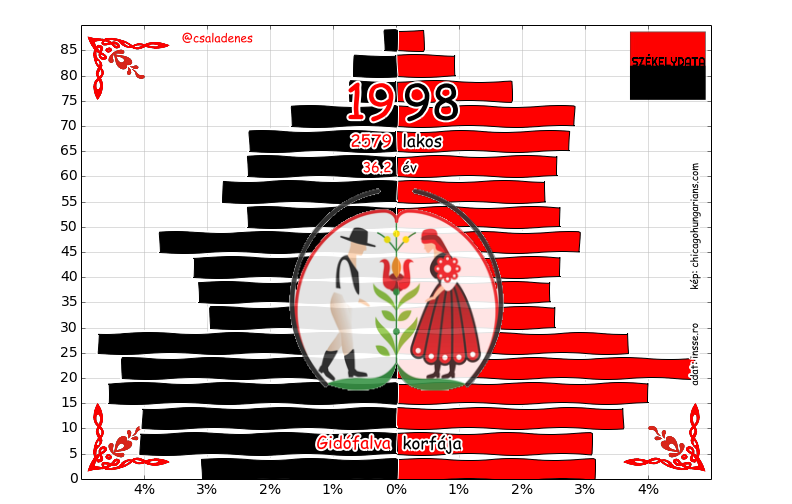 @csaladenes
SZÉKELYDATA
1998
2579 lakos
36.2 év
kép: chicagohungarians.com
adat: insse.ro
Gidófalva korfája
85
80
75
70
65
60
55
50
45
40
35
30
25
20
15
10
5
0
4% 3% 2% 1% 0% 1% 2% 3% 4%